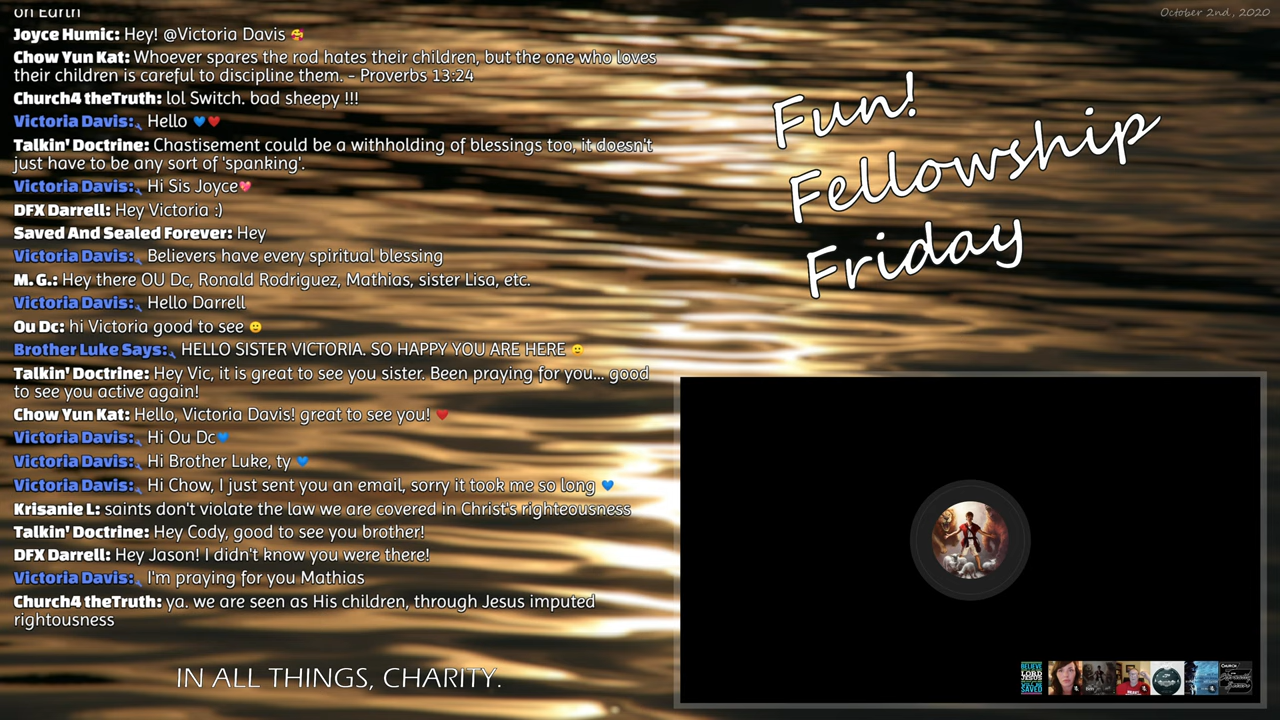 October 2nd, 2020
on Earth
Joyce Humic: Hey! @Victoria Davis 🥰
Chow Yun Kat: Whoever spares the rod hates their children, but the one who loves
their children is careful to discipline them. - Proverbs 13:24
Church4 theTruth: lol Switch. bad sheepy !!!
Victoria Davis: Hello 💙❤️
Talkin' Doctrine: Chastisement could be a withholding of blessings too, it doesn't
just have to be any sort of 'spanking'.
Victoria Davis: Hi Sis Joyce💖
DFX Darrell: Hey Victoria :)
Saved And Sealed Forever: Hey
Victoria Davis: Believers have every spiritual blessing
M. G.: Hey there OU Dc, Ronald Rodriguez, Mathias, sister Lisa, etc.
Victoria Davis: Hello Darrell
Ou Dc: hi Victoria good to see 🙂
Brother Luke Says: HELLO SISTER VICTORIA. SO HAPPY YOU ARE HERE 🙂
Talkin' Doctrine: Hey Vic, it is great to see you sister. Been praying for you... good
to see you active again!
Chow Yun Kat: Hello, Victoria Davis! great to see you! ❤️
Victoria Davis: Hi Ou Dc💙
Victoria Davis: Hi Brother Luke, ty 💙
Victoria Davis: Hi Chow, I just sent you an email, sorry it took me so long 💙
Krisanie L: saints don't violate the law we are covered in Christ's righteousness
Talkin' Doctrine: Hey Cody, good to see you brother!
DFX Darrell: Hey Jason! I didn't know you were there!
Victoria Davis: I'm praying for you Mathias
Church4 theTruth: ya. we are seen as His children, through Jesus imputed
rightousness
IN ALL THINGS, CHARITY.
Fun!
Fellowship
Friday
BELIEVE
LORD
JESUS
SAVED